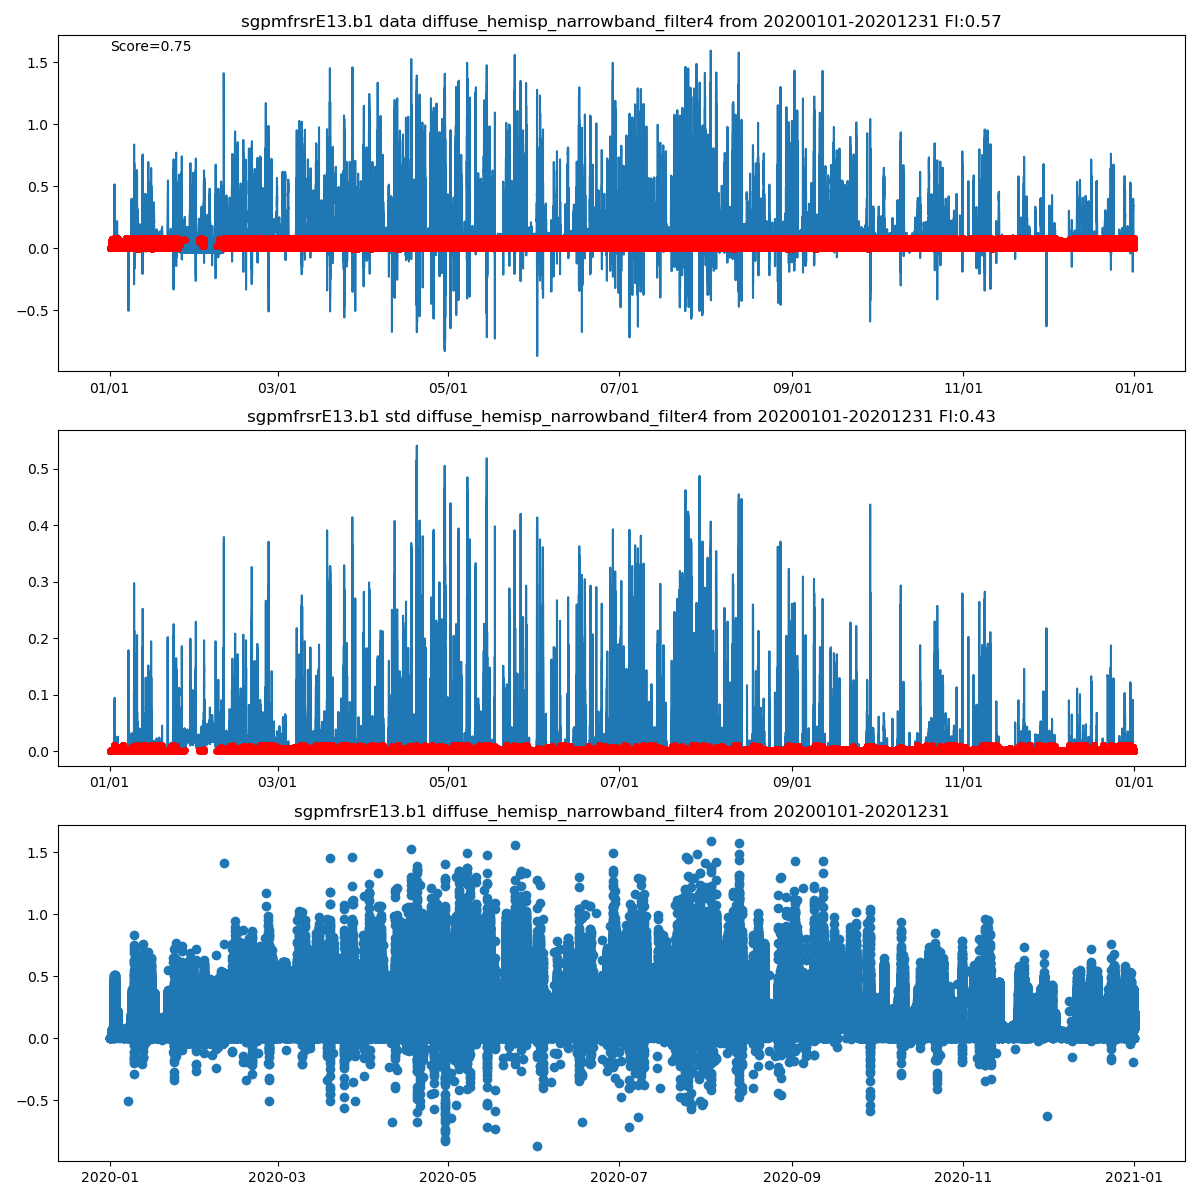 sgpmfrsrE13.b1 data diffuse_hemisp_narrowband_filter4 from 20200101-20201231 FI:0.57
Score=0.75
1.5
1.0
0.5
0.0
−0.5
01/01 03/01 05/01 07/01 09/01 11/01 01/01
sgpmfrsrE13.b1 std diffuse_hemisp_narrowband_filter4 from 20200101-20201231 FI:0.43
0.5
0.4
0.3
0.2
0.1
0.0
01/01 03/01 05/01 07/01 09/01 11/01 01/01
sgpmfrsrE13.b1 diffuse_hemisp_narrowband_filter4 from 20200101-20201231
1.5
1.0
0.5
0.0
−0.5
2020-01 2020-03 2020-05 2020-07 2020-09 2020-11 2021-01